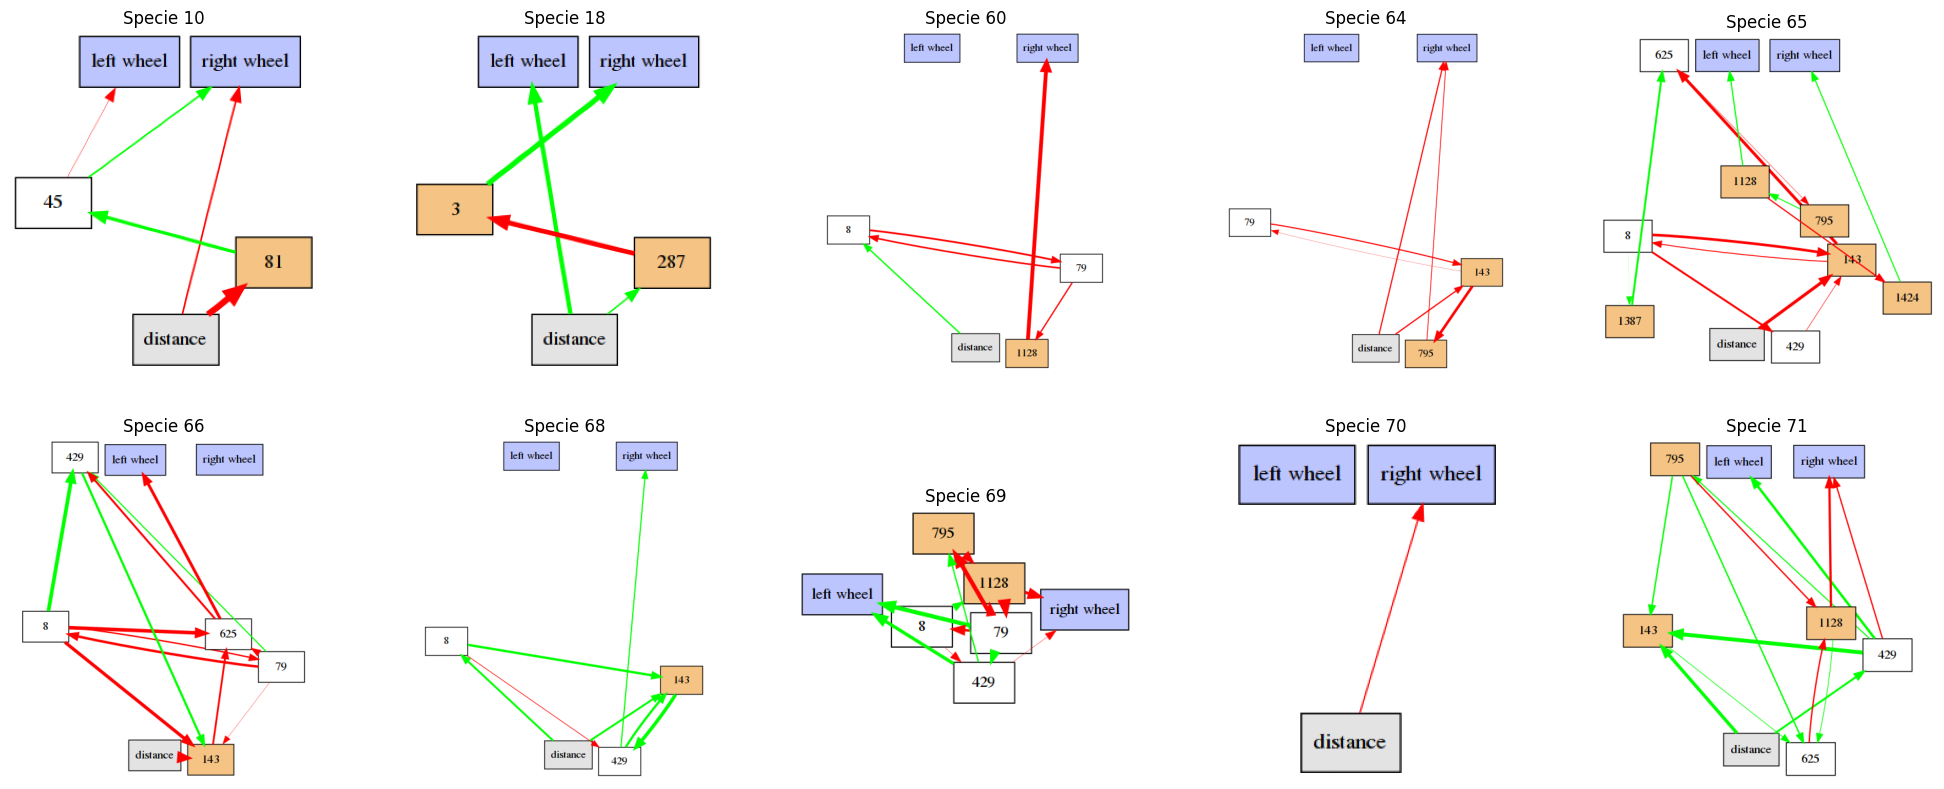 Specie 10
left wheel right wheel
45
81
distance
Specie 18
left wheel right wheel
3
287
distance
Specie 60
left wheel right wheel
8
79
distance
1128
Specie 64
left wheel right wheel
79
143
distance
795
Specie 65
625 left wheel right wheel
1128
795
8
143
1424
1387
distance
429
Specie 66
429 left wheel right wheel
8
625
79
distance
143
Specie 68
left wheel right wheel
8
143
distance
429
Specie 69
795
1128
left wheel
right wheel
8
79
429
Specie 70
left wheel right wheel
distance
Specie 71
795 left wheel right wheel
143
1128
429
distance
625